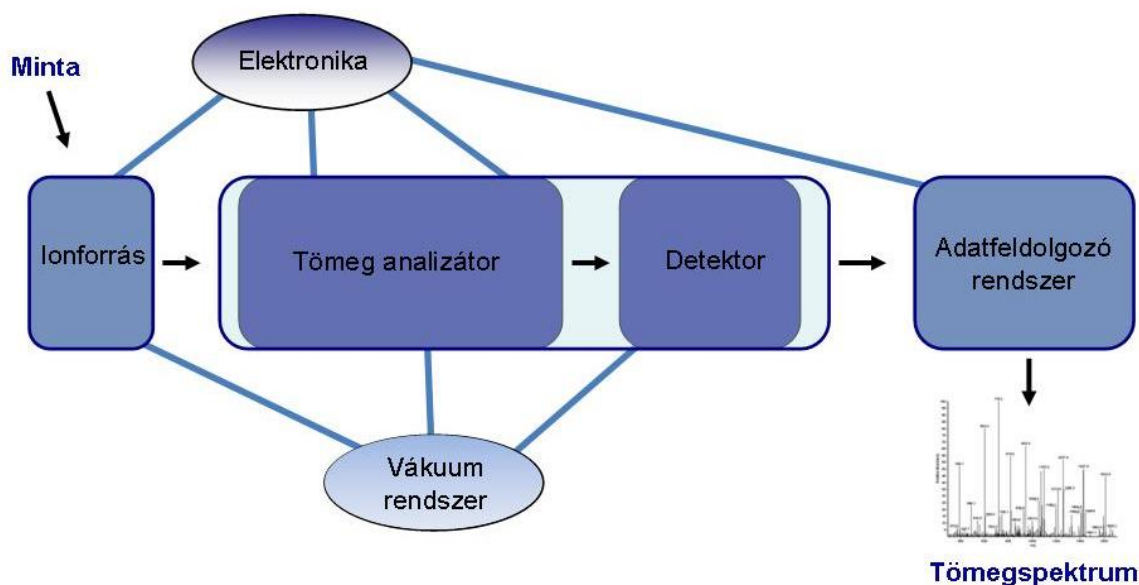 Elektronika
Minta
Ionforrás
Tömeg analizátor
Detektor
Adatfeldolgozó
rendszer
Vákuum
rendszer
Tömegspektrum